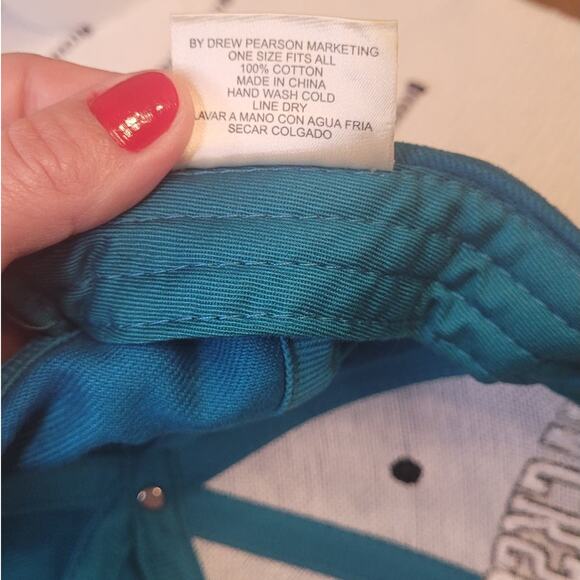 BY DREW PEARSON MARKETING
ONE SIZE FITS ALL
100% COTTON
MADE IN CHINA
HAND WASH COLD
LINE DRY
LAVAR A MANO CON AGUA FRIA
SECAR COLGADO